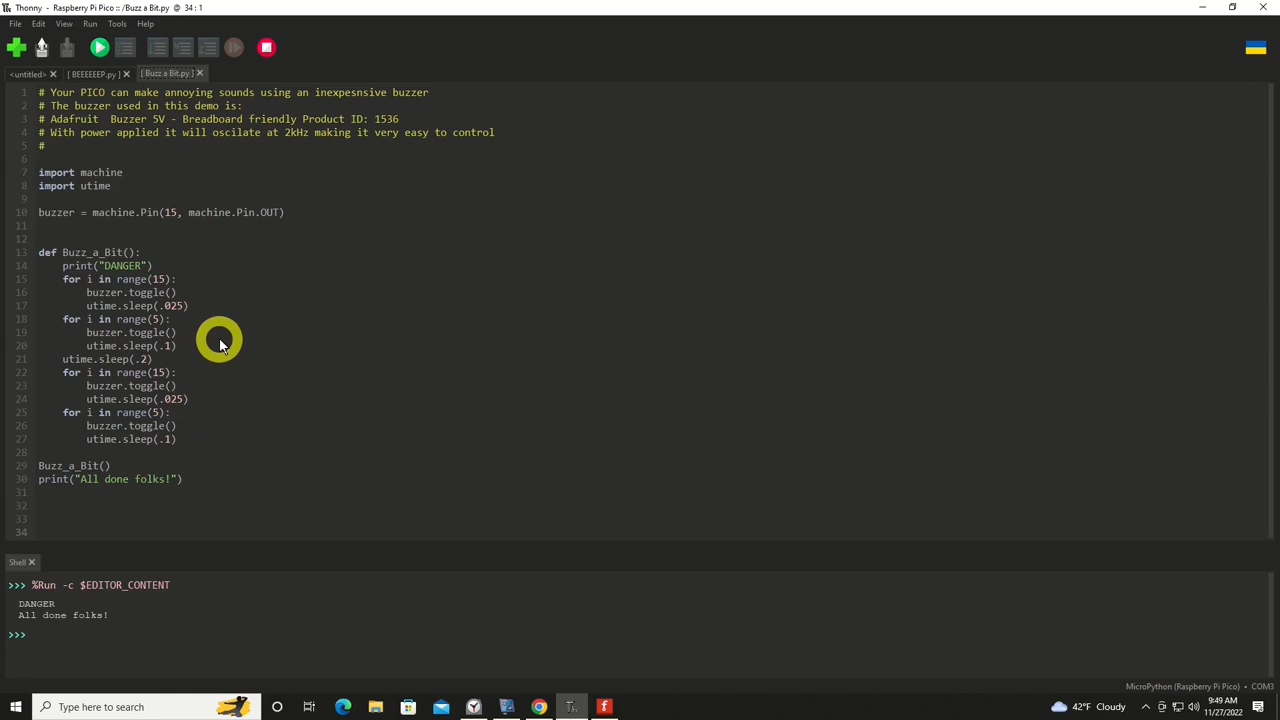 Thonny - Raspberry Pi Pico :: /Buzz a Bit.py @ 34 : 1
File Edit View Run Tools Help
<untitled> [ BEEEEEEP.py ] [ Buzz a Bit.py ]
1 # Your PICO can make annoying sounds using an inexpesnsive buzzer
2 # The buzzer used in this demo is:
3 # Adafruit  Buzzer 5V - Breadboard friendly Product ID: 1536
4 # With power applied it will oscilate at 2kHz making it very easy to control
5 #
6
7 import machine
8 import utime
9
10 buzzer = machine.Pin(15, machine.Pin.OUT)
11
12
13 def Buzz_a_Bit():
14     print("DANGER")
15     for i in range(15):
16         buzzer.toggle()
17         utime.sleep(.025)
18     for i in range(5):
19         buzzer.toggle()
20         utime.sleep(.1)
21     utime.sleep(.2)
22     for i in range(15):
23         buzzer.toggle()
24         utime.sleep(.025)
25     for i in range(5):
26         buzzer.toggle()
27         utime.sleep(.1)
28
29 Buzz_a_Bit()
30 print("All done folks!")
31
32
33
34
Shell
>>> %Run -c $EDITOR_CONTENT
DANGER
All done folks!
>>>
MicroPython (Raspberry Pi Pico) • COM3
Type here to search
42°F Cloudy
9:49 AM
11/27/2022